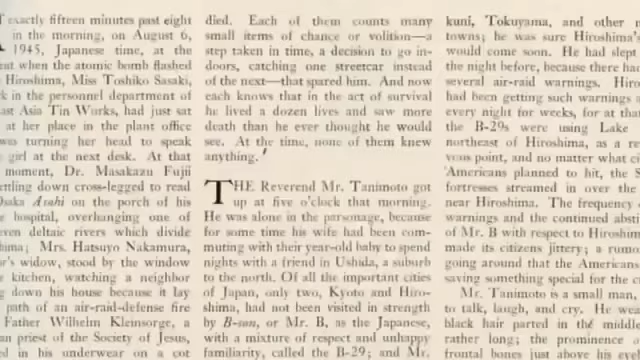 T exactly fifteen minutes past eight
in the morning, on August 6,
1945, Japanese time, at the
when the atomic bomb flashed
Hiroshima, Miss Toshiko Sasaki,
k in the personnel department of
ast Asia Tin Works, had just sat
at her place in the plant office
was turning her head to speak
girl at the next desk. At that
moment, Dr. Masakazu Fujii
ettling down cross-legged to read
Osaka Asahi on the porch of his
hospital, overhanging one of
even deltaic rivers which divide
hima; Mrs. Hatsuyo Nakamura,
r's widow, stood by the window
kitchen, watching a neighbor
g down his house because it lay
path of an air-raid-defense fire
Father Wilhelm Kleinsorge, a
an priest of the Society of Jesus,
d in his underwear on a cot
died. Each of them counts many
small items of chance or volition—a
step taken in time, a decision to go in-
doors, catching one streetcar instead
of the next—that spared him. And now
each knows that in the act of survival
he lived a dozen lives and saw more
death than he ever thought he would
see. At the time, none of them knew
anything.
THE Reverend Mr. Tanimoto got
up at five o'clock that morning.
He was alone in the parsonage, because
for some time his wife had been com-
muting with their year-old baby to spend
nights with a friend in Ushida, a suburb
to the north. Of all the important cities
of Japan, only two, Kyoto and Hiro-
shima, had not been visited in strength
by B-san, or Mr. B, as the Japanese,
with a mixture of respect and unhappy
familiarity, called the B-29; and Mr.
kuni, Tokuyama, and other n
towns; he was sure Hiroshima's
would come soon. He had slept
the night before, because there had
several air-raid warnings. Hiro
had been getting such warnings a
every night for weeks, for at that
the B-29s were using Lake
northeast of Hiroshima, as a re
vous point, and no matter what ci
Americans planned to hit, the S
fortresses streamed in over the
near Hiroshima. The frequency
warnings and the continued abst
of Mr. B with respect to Hiroshim
made its citizens jittery; a rumo
going around that the American
saving something special for the c
Mr. Tanimoto is a small man,
to talk, laugh, and cry. He wea
black hair parted in the middle
rather long; the prominence o
frontal bones just above his e